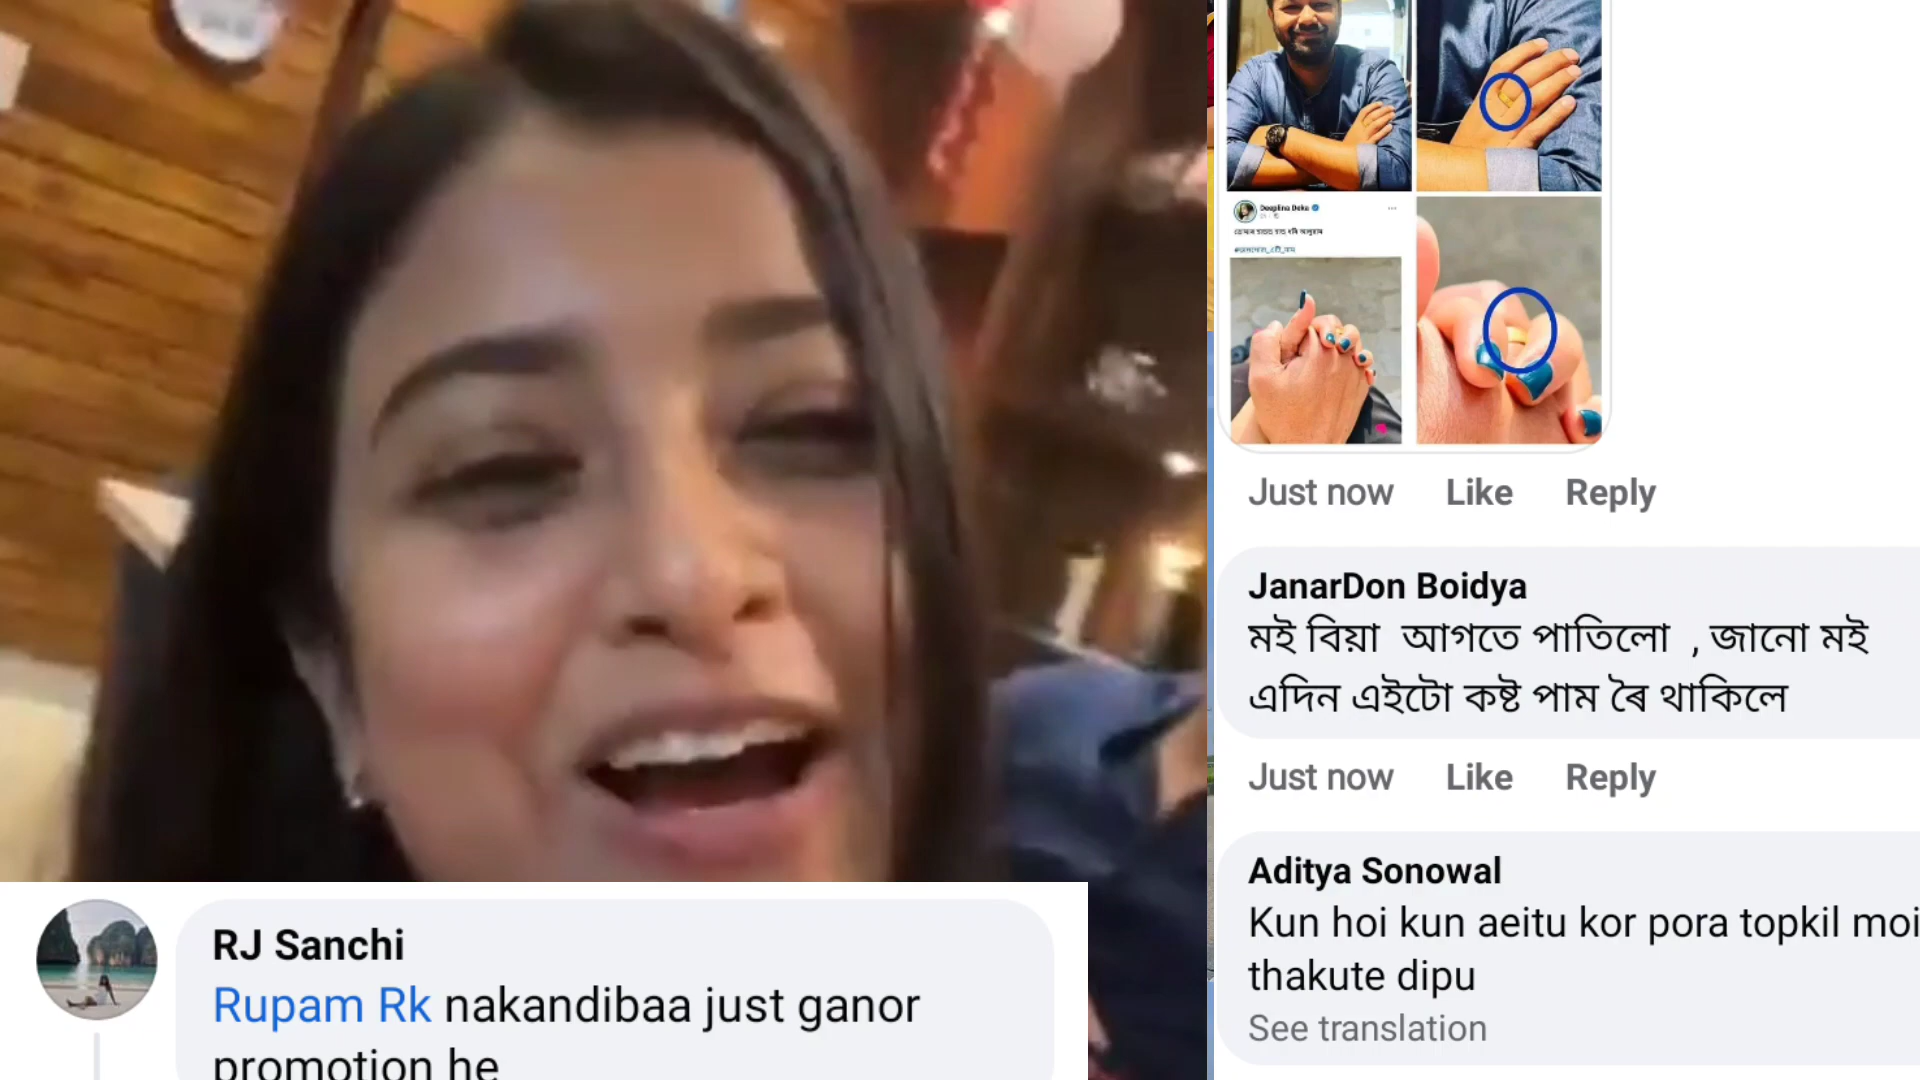 RJ Sanchi
Rupam Rk nakandibaa just ganor
promotion he
Deeplina Deka
Just now Like Reply
JanarDon Boidya
মই বিয়া আগতে পাতিলো , জানো মই
এদিন এইটো কষ্ট পাম ৰৈ থাকিলে
Just now Like Reply
Aditya Sonowal
Kun hoi kun aeitu kor pora topkil moi
thakute dipu
See translation